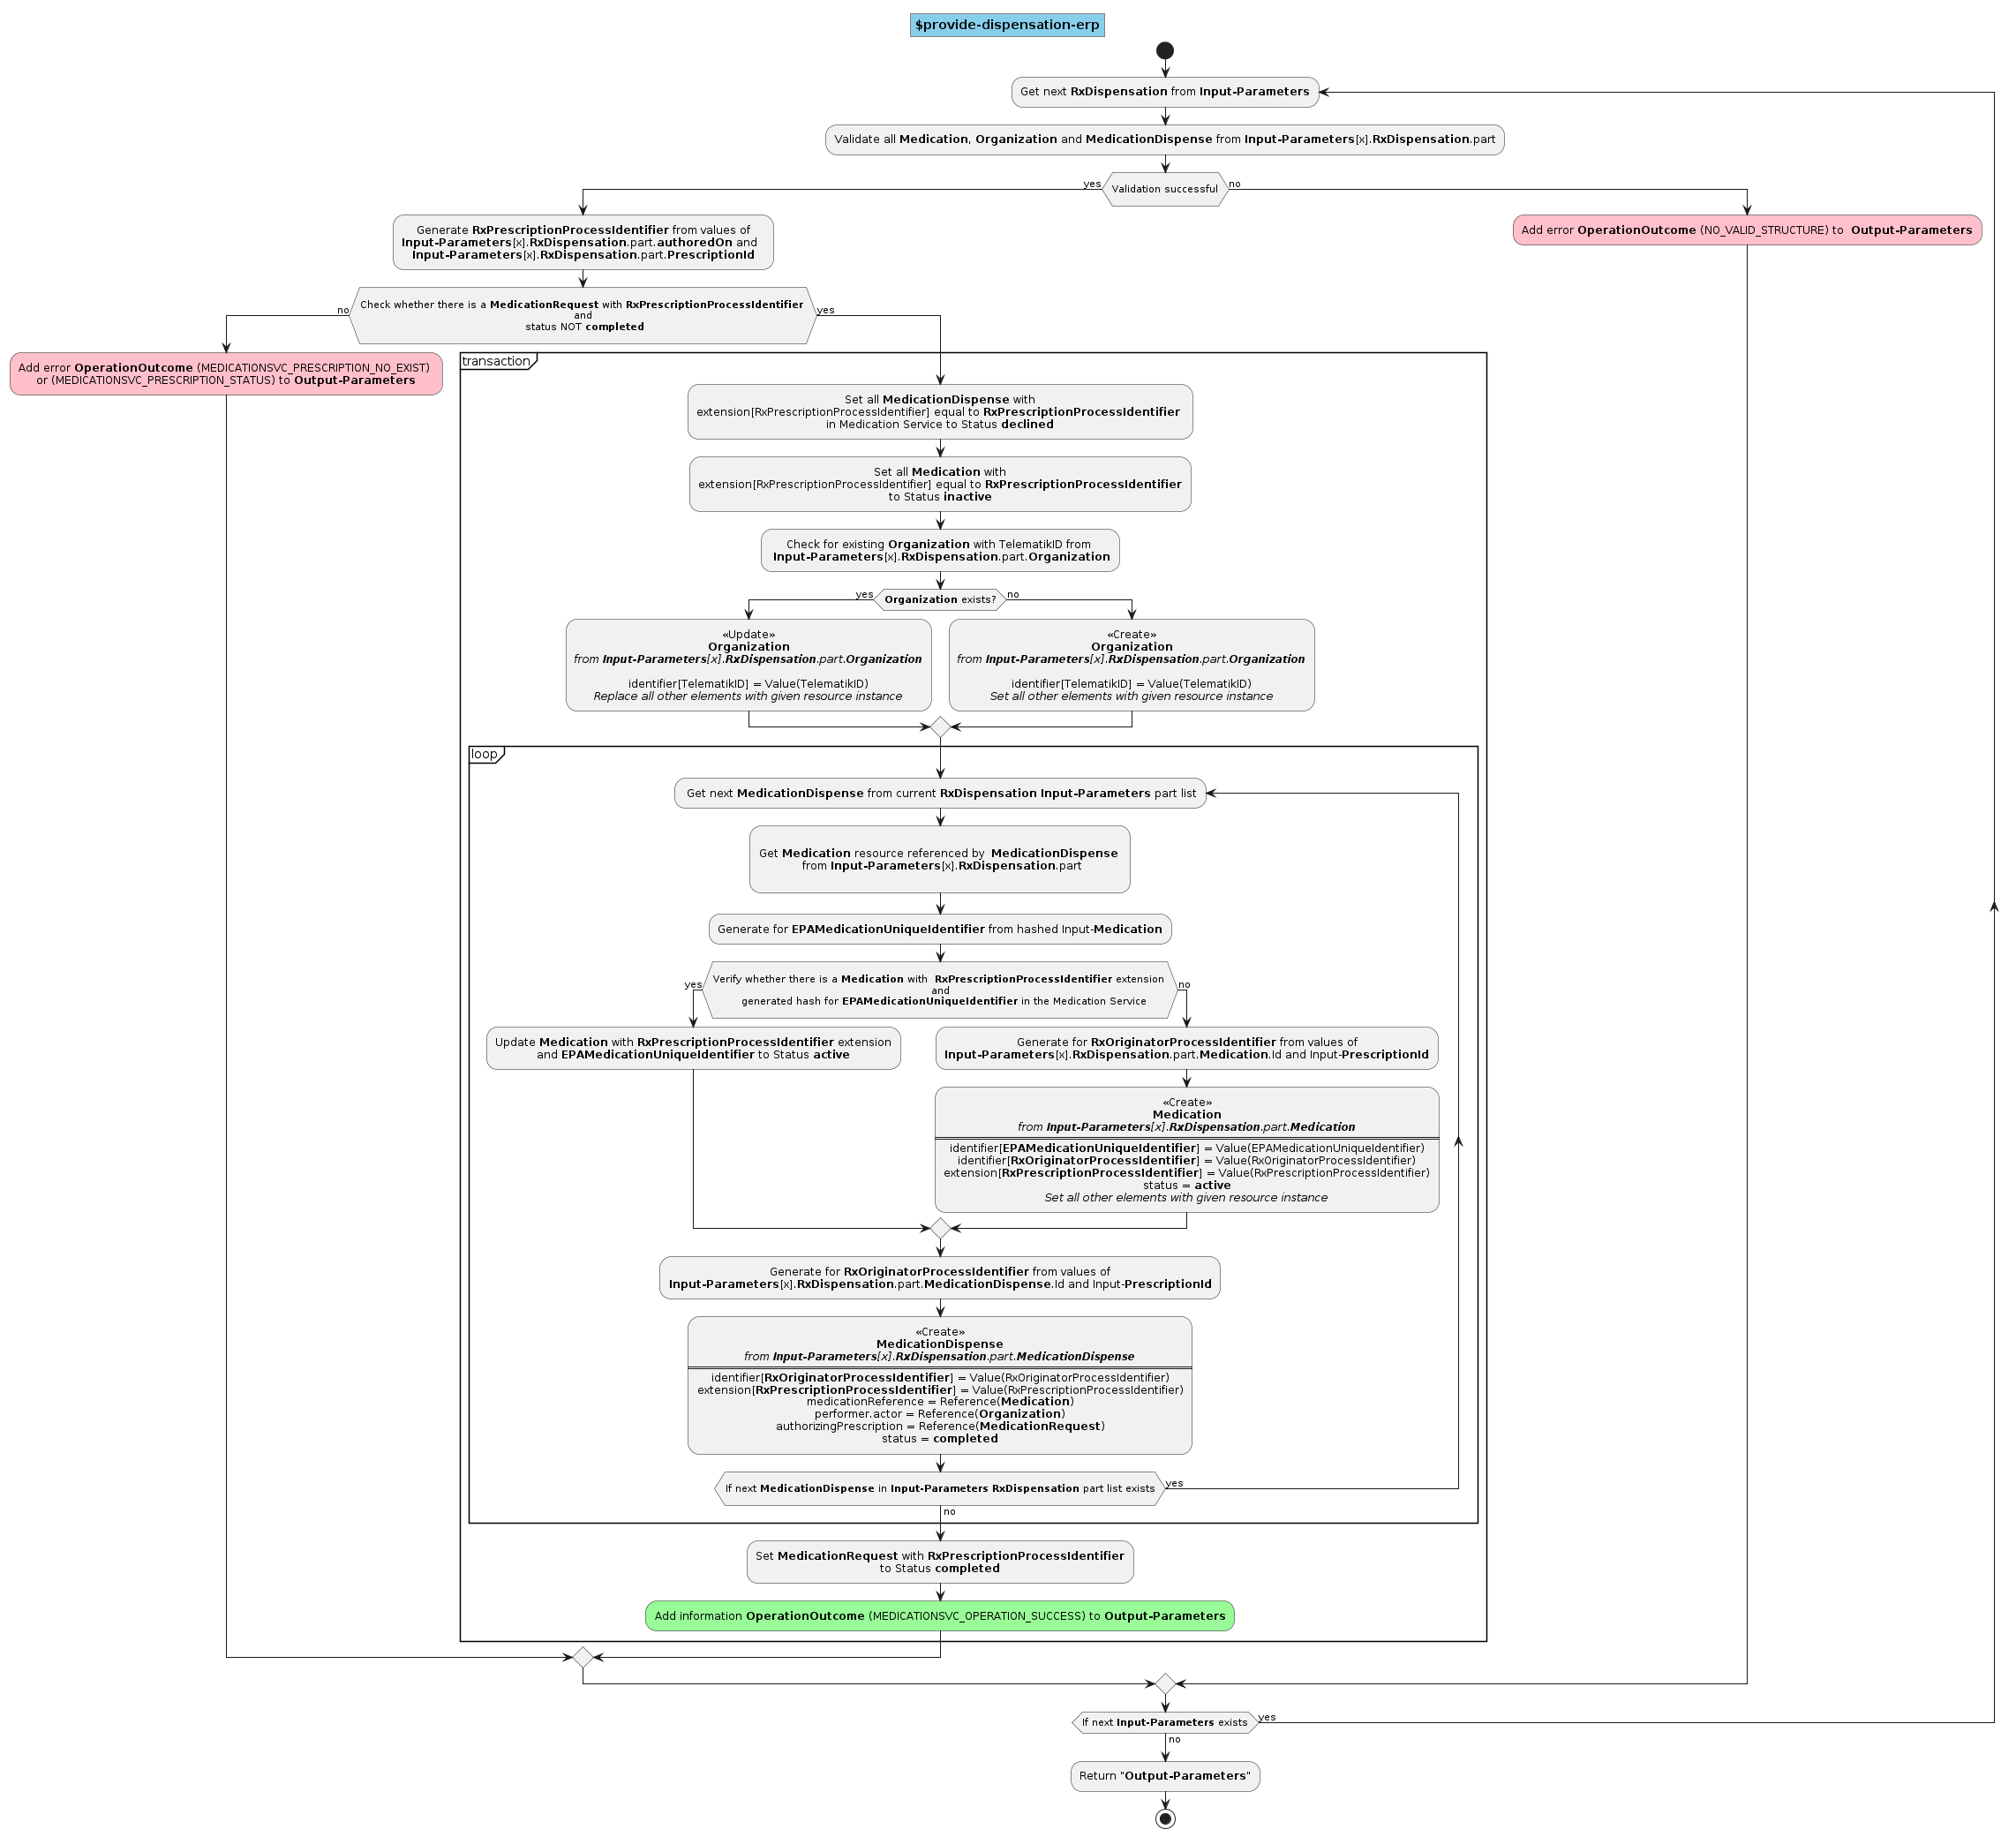 $provide-dispensation-erp
Get next RxDispensation from Input-Parameters
Validate all Medication, Organization and MedicationDispense from Input-Parameters[x].RxDispensation.part
Validation successful
yes
no
Generate RxPrescriptionProcessIdentifier from values of
Input-Parameters[x].RxDispensation.part.authoredOn and
Input-Parameters[x].RxDispensation.part.PrescriptionId
Add error OperationOutcome (NO_VALID_STRUCTURE) to  Output-Parameters
Check whether there is a MedicationRequest with RxPrescriptionProcessIdentifier
and
status NOT completed
no
yes
Add error OperationOutcome (MEDICATIONSVC_PRESCRIPTION_NO_EXIST)
or (MEDICATIONSVC_PRESCRIPTION_STATUS) to Output-Parameters
transaction
Set all MedicationDispense with
extension[RxPrescriptionProcessIdentifier] equal to RxPrescriptionProcessIdentifier
in Medication Service to Status declined
Set all Medication with
extension[RxPrescriptionProcessIdentifier] equal to RxPrescriptionProcessIdentifier
to Status inactive
Check for existing Organization with TelematikID from
Input-Parameters[x].RxDispensation.part.Organization
Organization exists?
yes
no
«Update»
Organization
from Input-Parameters[x].RxDispensation.part.Organization
identifier[TelematikID] = Value(TelematikID)
Replace all other elements with given resource instance
«Create»
Organization
from Input-Parameters[x].RxDispensation.part.Organization
identifier[TelematikID] = Value(TelematikID)
Set all other elements with given resource instance
loop
Get next MedicationDispense from current RxDispensation Input-Parameters part list
Get Medication resource referenced by  MedicationDispense
from Input-Parameters[x].RxDispensation.part
Generate for EPAMedicationUniqueIdentifier from hashed Input-Medication
Verify whether there is a Medication with  RxPrescriptionProcessIdentifier extension
and
generated hash for EPAMedicationUniqueIdentifier in the Medication Service
yes
no
Update Medication with RxPrescriptionProcessIdentifier extension
and EPAMedicationUniqueIdentifier to Status active
Generate for RxOriginatorProcessIdentifier from values of
Input-Parameters[x].RxDispensation.part.Medication.Id and Input-PrescriptionId
«Create»
Medication
from Input-Parameters[x].RxDispensation.part.Medication
identifier[EPAMedicationUniqueIdentifier] = Value(EPAMedicationUniqueIdentifier)
identifier[RxOriginatorProcessIdentifier] = Value(RxOriginatorProcessIdentifier)
extension[RxPrescriptionProcessIdentifier] = Value(RxPrescriptionProcessIdentifier)
status = active
Set all other elements with given resource instance
Generate for RxOriginatorProcessIdentifier from values of
Input-Parameters[x].RxDispensation.part.MedicationDispense.Id and Input-PrescriptionId
«Create»
MedicationDispense
from Input-Parameters[x].RxDispensation.part.MedicationDispense
identifier[RxOriginatorProcessIdentifier] = Value(RxOriginatorProcessIdentifier)
extension[RxPrescriptionProcessIdentifier] = Value(RxPrescriptionProcessIdentifier)
medicationReference = Reference(Medication)
performer.actor = Reference(Organization)
authorizingPrescription = Reference(MedicationRequest)
status = completed
If next MedicationDispense in Input-Parameters RxDispensation part list exists
yes
no
Set MedicationRequest with RxPrescriptionProcessIdentifier
to Status completed
Add information OperationOutcome (MEDICATIONSVC_OPERATION_SUCCESS) to Output-Parameters
If next Input-Parameters exists
yes
no
Return "Output-Parameters"